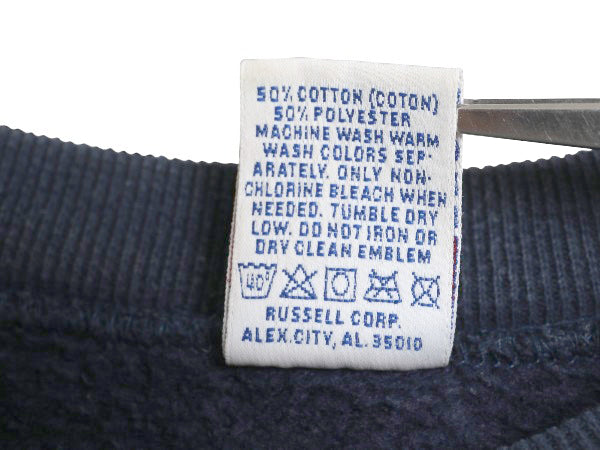 50% COTTON (COTON)
50% POLYESTER
MACHINE WASH WARM
WASH COLORS SEP-
ARATELY. ONLY NON-
CHLORINE BLEACH WHEN
NEEDED. TUMBLE DRY
LOW. DO NOT IRON OR
DRY CLEAN EMBLEM
40°
RUSSELL CORP.
ALEX.CITY, AL. 35010